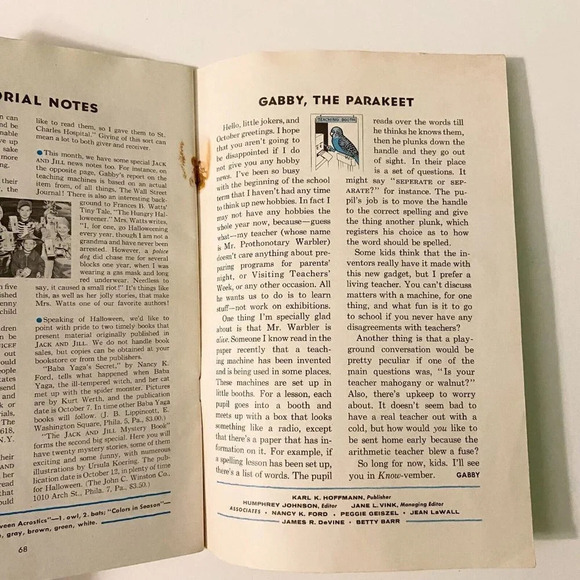 ORIAL NOTES
en can
nd he
nable
ve up
sake
more
ing.
en five
blished
Penny
child
dren
or be
ICEF
UCK
out
k or
and
the
618.
N.Y.
heir
AND
ore
een Acrostics"—1. owl, 2. bats; "Colors in Season"—
e, gray, brown, green, white.
like to read them, so I gave them to St.
Charles Hospital." Giving of this sort can
mean a lot to both giver and receiver.
● This month, we have some special JACK
AND JILL news notes too. For instance, on
the opposite page, Gabby's report on the
teaching machines is based on an actual
item from, of all things, The Wall Street
Journal! There is also an interesting back-
ground to Frances B. Watts'
Tiny Tale, "The Hungry Hal-
loweener." Mrs. Watts writes,
"I, for one, go Halloweening
every year, though I am not a
grandma and have never been
arrested. However, a police
dog did chase me for several
blocks one year, when I was
wearing a gas mask and long
red underwear. Needless to
say, it caused a small riot!" It's things like
this, as well as her jolly stories, that make
Mrs. Watts one of our favorite authors!
● Speaking of Halloween, we'd like to
point with pride to two timely books that
present material originally published in
JACK AND JILL. We do not handle book
sales, but copies can be obtained at your
bookstore or from the publishers.
"Baba Yaga's Secret," by Nancy K.
Ford, tells what happened when Baba
Yaga, the ill-tempered witch, and her cat
met up with the spider monster. Pictures
are by Kurt Werth, and the publication
date is October 7. In time other Baba Yaga
books will follow. (J. B. Lippincott, E.
Washington Square, Phila. 5, Pa., $3.00).
"The JACK AND JILL Mystery Book"
forms the second big special. Here you will
have twenty mystery stories, some of them
exciting and some funny, with numerous
illustrations by Ursula Koering. The pub-
lication date is October 12, in plenty of time
for Halloween. (The John C. Winston Co.,
1010 Arch St., Phila. 7, Pa., $3.50.)
68
GABBY, THE PARAKEET
Hello, little jokers, and
October greetings. I hope
that you aren't going to
be disappointed if I do
not give you any hobby
news. I've been so busy
with the beginning of the school
term that I haven't had any time
to think up new hobbies. In fact I
may not have any hobbies the
whole year now, because—guess
what—my teacher (whose name
is Mr. Prothonotary Warbler)
doesn't care anything about pre-
paring programs for parents'
night, or Visiting Teachers'
Week, or any other occasion. All
he wants us to do is to learn
stuff—not work on exhibitions.
One thing I'm specially glad
about is that Mr. Warbler is
alive. Someone I know read in the
paper recently that a teach-
ing machine has been invented
and is being used in some places.
These machines are set up in
little booths. For a lesson, each
pupil goes into a booth and
meets up with a box that looks
something like a radio, except
that there's a paper that has in-
formation on it. For example, if
a spelling lesson has been set up,
there's a list of words. The pupil
TEACHING BOOTH
reads over the words till
he thinks he knows them,
then he plunks down the
handle and they go out
of sight. In their place
is a set of questions. It
might say "SEPERATE or SEP-
ARATE?" for instance. The pu-
pil's job is to move the handle
to the correct spelling and give
the thing another plunk, which
registers his choice as to how
the word should be spelled.
Some kids think that the in-
ventors really have it made with
this new gadget, but I prefer a
living teacher. You can't discuss
matters with a machine, for one
thing, and what fun is it to go
to school if you never have any
disagreements with teachers?
Another thing is that a play-
ground conversation would be
pretty peculiar if one of the
main questions was, "Is your
teacher mahogany or walnut?"
Also, there's upkeep to worry
about. It doesn't seem bad to
have a real teacher out with a
cold, but how would you like to
be sent home early because the
arithmetic teacher blew a fuse?
So long for now, kids. I'll see
you in Know-vember. GABBY
KARL K. HOFFMANN, Publisher
HUMPHREY JOHNSON, Editor JANE L. VINK, Managing Editor
ASSOCIATES • NANCY K. FORD • PEGGIE GEISZEL • JEAN LaWALL
JAMES R. DeVINE • BETTY BARR